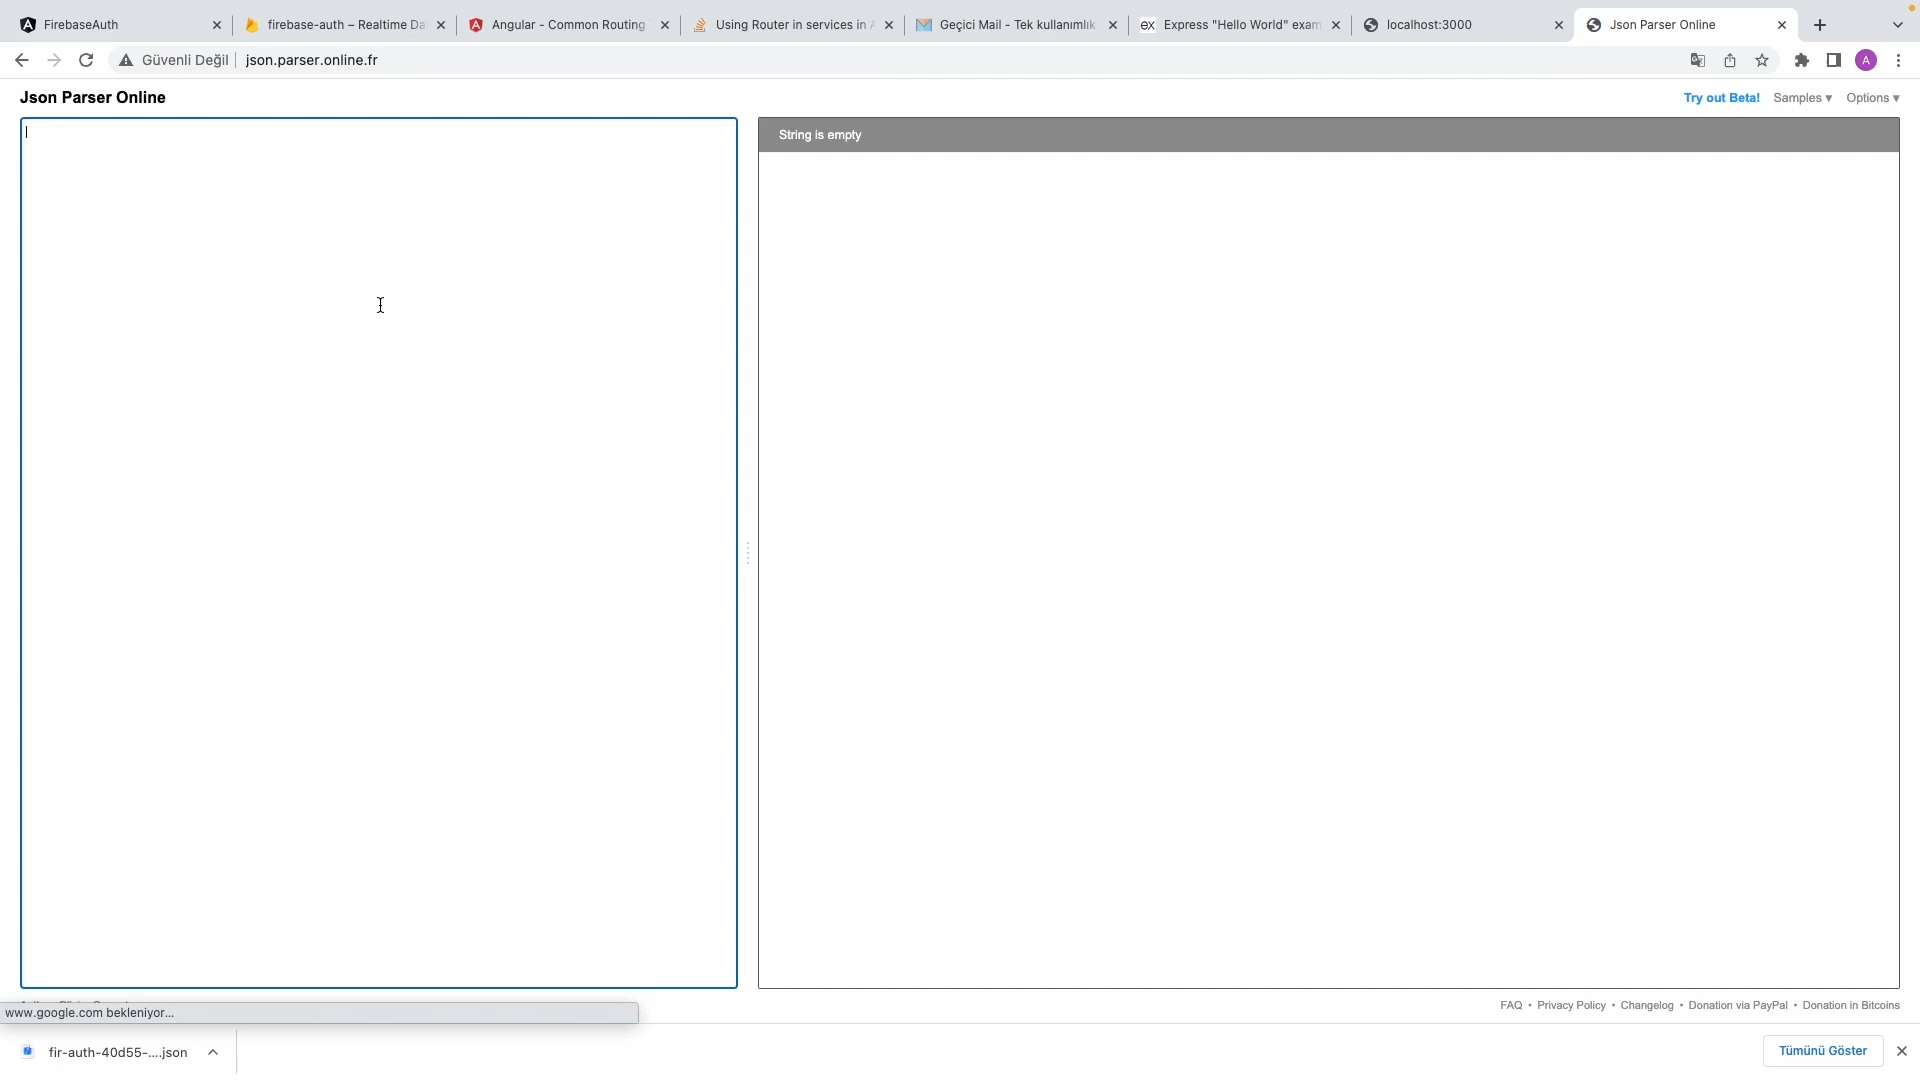 FirebaseAuth
firebase-auth – Realtime Da
Angular - Common Routing
Using Router in services in A
Geçici Mail - Tek kullanımlık
Express "Hello World" exam
localhost:3000
Json Parser Online
Güvenli Değil
json.parser.online.fr
A
Json Parser Online
Try out Beta!
Samples ▾
Options ▾
String is empty
FAQ • Privacy Policy • Changelog • Donation via PayPal • Donation in Bitcoins
www.google.com bekleniyor...
fir-auth-40d55-....json
Tümünü Göster